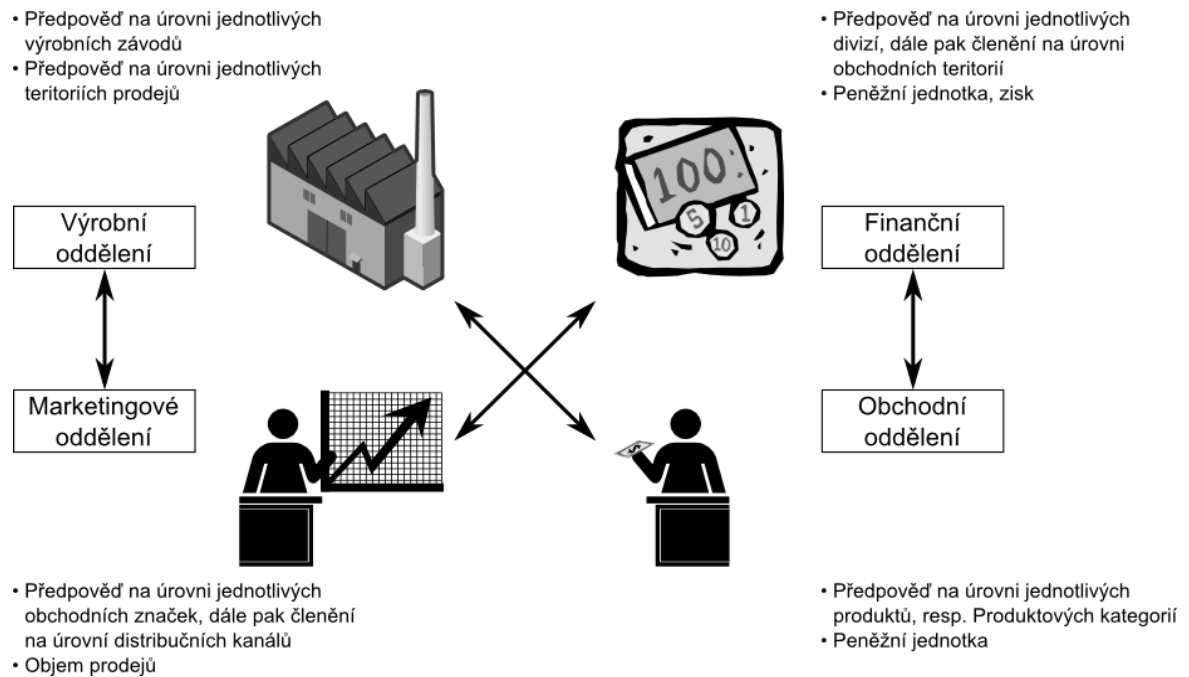 • Předpověď na úrovni jednotlivých
výrobních závodů
• Předpověď na úrovni jednotlivých
teritoriích prodejů
• Předpověď na úrovni jednotlivých
divizí, dále pak členění na úrovni
obchodních teritorií
• Peněžní jednotka, zisk
100
5
1
10
Výrobní
oddělení
Finanční
oddělení
Marketingové
oddělení
$
Obchodní
oddělení
• Předpověď na úrovni jednotlivých
obchodních značek, dále pak členění
na úrovní distribučních kanálů
• Objem prodejů
• Předpověď na úrovni jednotlivých
produktů, resp. Produktových kategorií
• Peněžní jednotka